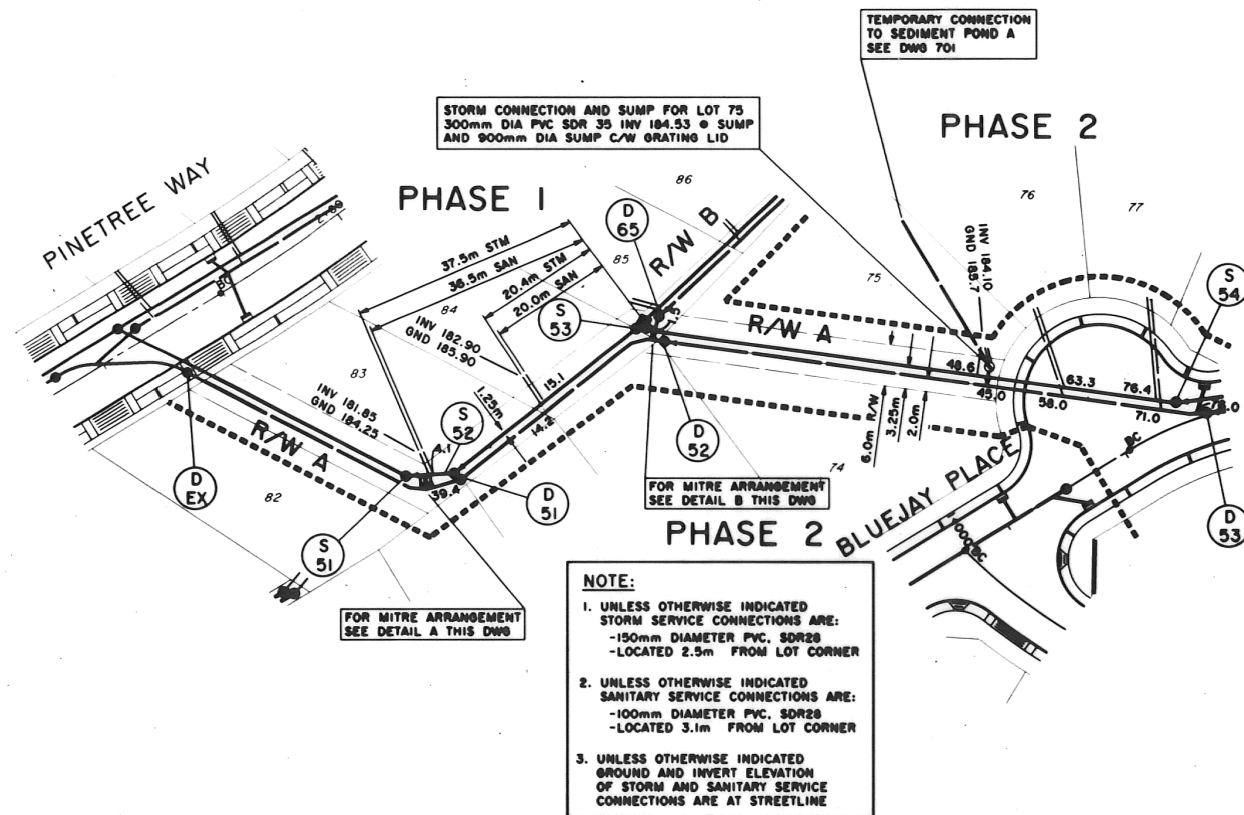 TEMPORARY CONNECTION
TO SEDIMENT POND A
SEE DWG 701
STORM CONNECTION AND SUMP FOR LOT 75
300mm DIA PVC SDR 35 INV 184.53 @ SUMP
AND 900mm DIA SUMP C/W GRATING LID
PHASE 2
PINETREE WAY
PHASE 1
86
76
77
D
65
R/W B
37.5m STM
36.5m SAN
20.4m STM
20.0m SAN
85
75
INV 184.10
GND 185.7
S
54
84
S
53
1.5
R/W A
INV 182.90
GND 185.90
83
15.1
48.6
63.3
76.4
INV 181.85
GND 184.25
1.25m
14.2
45.0
58.0
71.0
S
52
4.1
6.0m R/W
3.25m
2.0m
R/W A
D
52
BC
D
EX
39.4
74
82
D
51
FOR MITRE ARRANGEMENT
SEE DETAIL B THIS DWG
D
53
S
51
PHASE 2
BLUEJAY PLACE
FOR MITRE ARRANGEMENT
SEE DETAIL A THIS DWG
NOTE:
1. UNLESS OTHERWISE INDICATED
STORM SERVICE CONNECTIONS ARE:
-150mm DIAMETER PVC, SDR28
-LOCATED 2.5m FROM LOT CORNER
2. UNLESS OTHERWISE INDICATED
SANITARY SERVICE CONNECTIONS ARE:
-100mm DIAMETER PVC, SDR28
-LOCATED 3.1m FROM LOT CORNER
3. UNLESS OTHERWISE INDICATED
GROUND AND INVERT ELEVATION
OF STORM AND SANITARY SERVICE
CONNECTIONS ARE AT STREETLINE